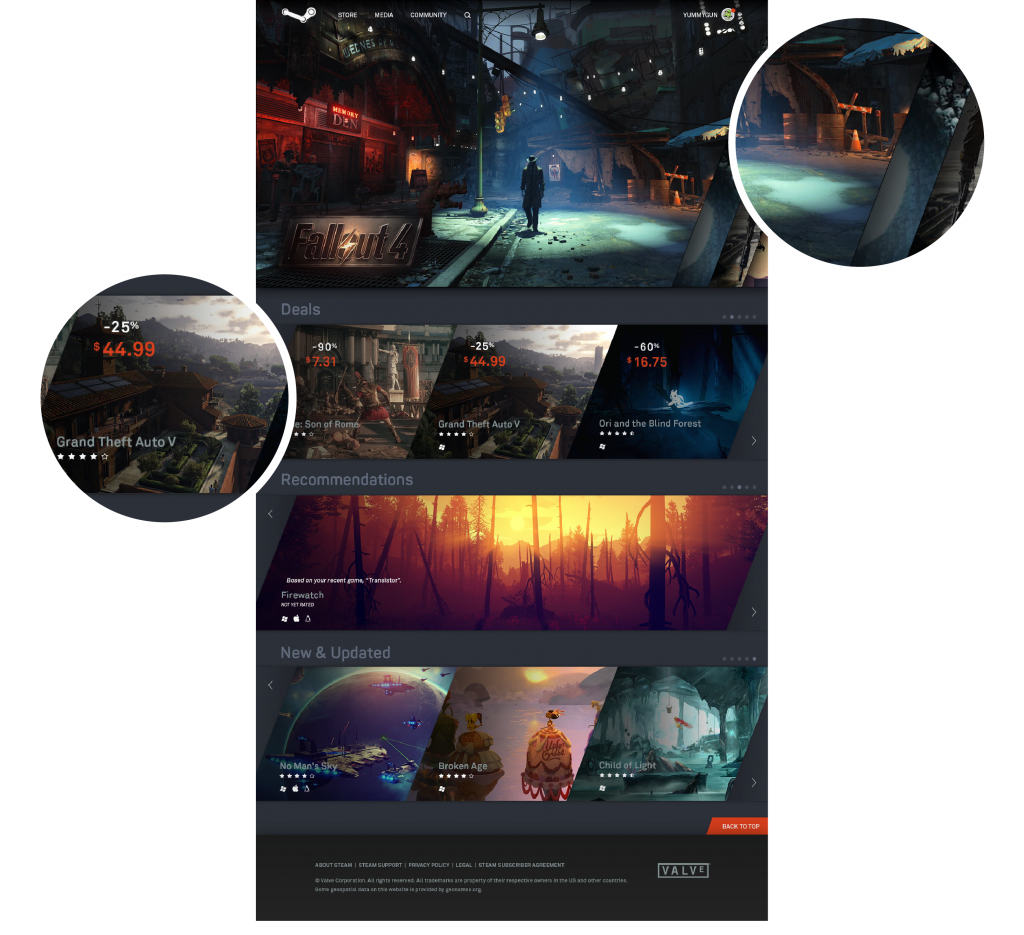 STORE
MEDIA
COMMUNITY
YUMMYGUN
MEMORY
DEN
Fallout 4
Deals
-90%
$7.31
e: Son of Rome
-25%
$44.99
Grand Theft Auto V
-60%
$16.75
Ori and the Blind Forest
-25%
$44.99
Grand Theft Auto V
Recommendations
Based on your recent game, "Transistor".
Firewatch
NOT YET RATED
New & Updated
No Man's Sky
Broken Age
Child of Light
BACK TO TOP
ABOUT STEAM | STEAM SUPPORT | PRIVACY POLICY | LEGAL | STEAM SUBSCRIBER AGREEMENT
© Valve Corporation. All rights reserved. All trademarks are property of their respective owners in the US and other countries.
Some geospatial data on this website is provided by geonames.org.
VALVE